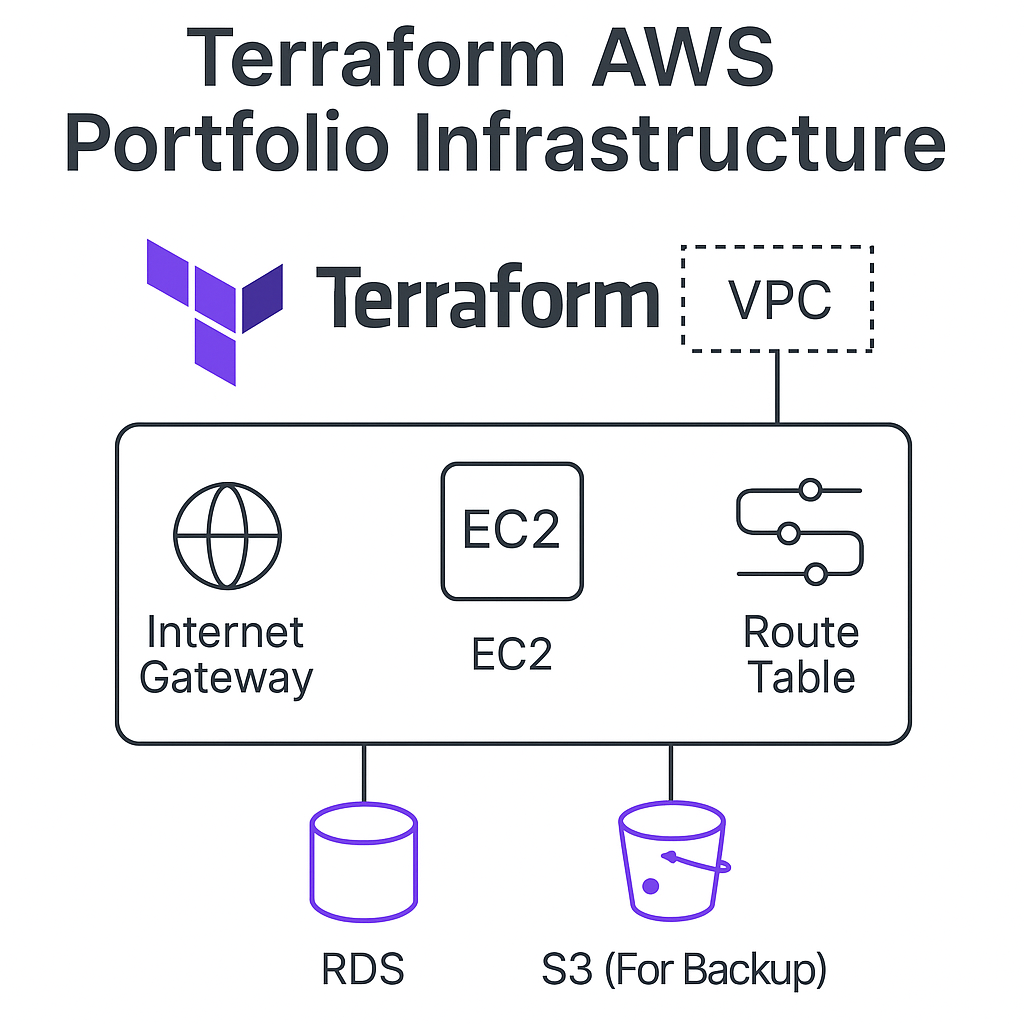 Terraform AWS
Portfolio Infrastructure
Terraform
VPC
EC2
Internet
Gateway
EC2
Route
Table
RDS
S3 (For Backup)